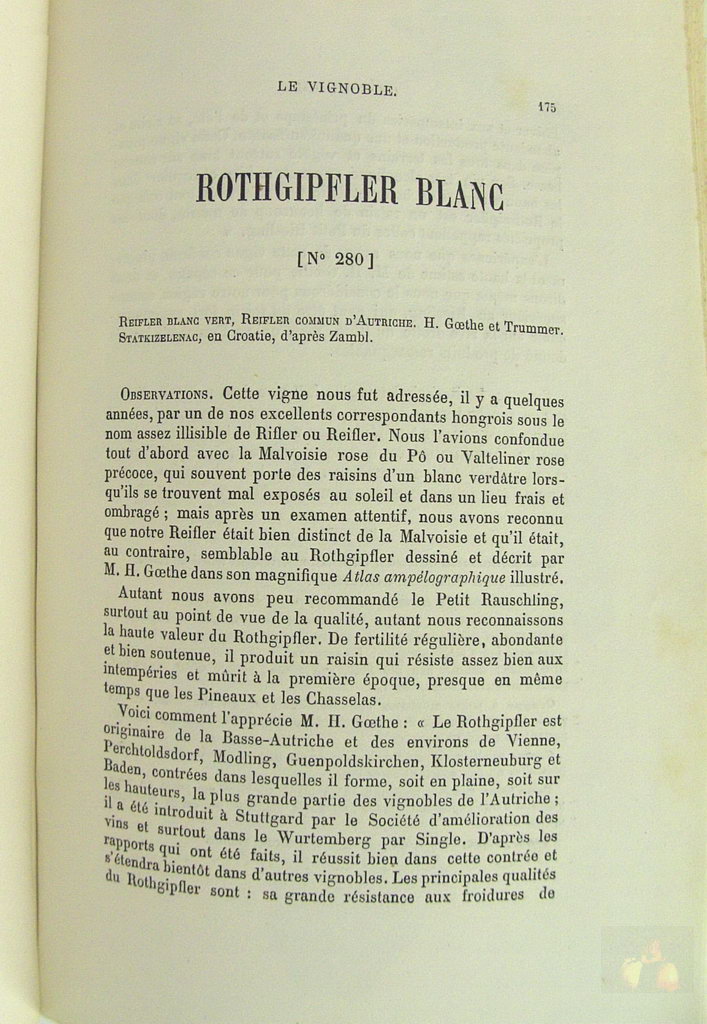 LE VIGNOBLE.
175
ROTHGIPFLER BLANC
[N° 280]
REIFLER BLANC VERT, REIFLER COMMUN D'AUTRICHE. H. Gœthe et Trummer.
STATKIZELENAC, en Croatie, d'après Zambl.
OBSERVATIONS. Cette vigne nous fut adressée, il y a quelques
années, par un de nos excellents correspondants hongrois sous le
nom assez illisible de Rifler ou Reifler. Nous l'avions confondue
tout d'abord avec la Malvoisie rose du Pô ou Valteliner rose
précoce, qui souvent porte des raisins d'un blanc verdâtre lors-
qu'ils se trouvent mal exposés au soleil et dans un lieu frais et
ombragé ; mais après un examen attentif, nous avons reconnu
que notre Reifler était bien distinct de la Malvoisie et qu'il était,
au contraire, semblable au Rothgipfler dessiné et décrit par
M. H. Gœthe dans son magnifique Atlas ampélographique illustré.
Autant nous avons peu recommandé le Petit Rauschling,
surtout au point de vue de la qualité, autant nous reconnaissons
la haute valeur du Rothgipfler. De fertilité régulière, abondante
et bien soutenue, il produit un raisin qui résiste assez bien aux
intempéries et mûrit à la première époque, presque en même
temps que les Pineaux et les Chasselas.
Voici comment l'apprécie M. H. Gœthe : « Le Rothgipfler est
originaire de la Basse-Autriche et des environs de Vienne,
Perchtoldsdorf, Modling, Guenpoldskirchen, Klosterneuburg et
Baden, contrées dans lesquelles il forme, soit en plaine, soit sur
les hauteurs, la plus grande partie des vignobles de l'Autriche ;
il a été introduit à Stuttgard par le Société d'amélioration des
vins et surtout dans le Wurtemberg par Single. D'après les
rapports qui ont été faits, il réussit bien dans cette contrée et
s'étendra bientôt dans d'autres vignobles. Les principales qualités
du Rothgipfler sont : sa grande résistance aux froidures de